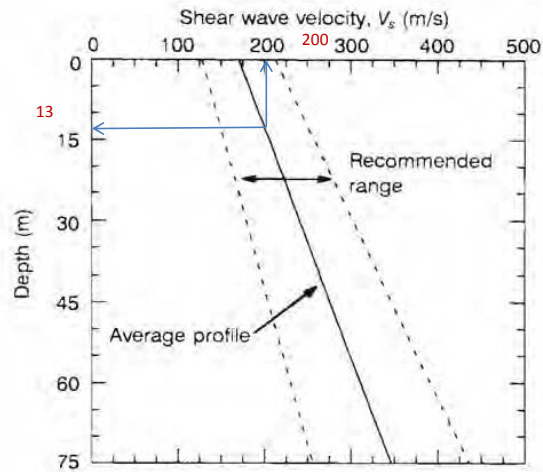 Shear wave velocity, Vs (m/s)
0 100 200 200 300 400 500
0
13
15
30
45
60
75
Depth (m)
Recommended
range
Average profile